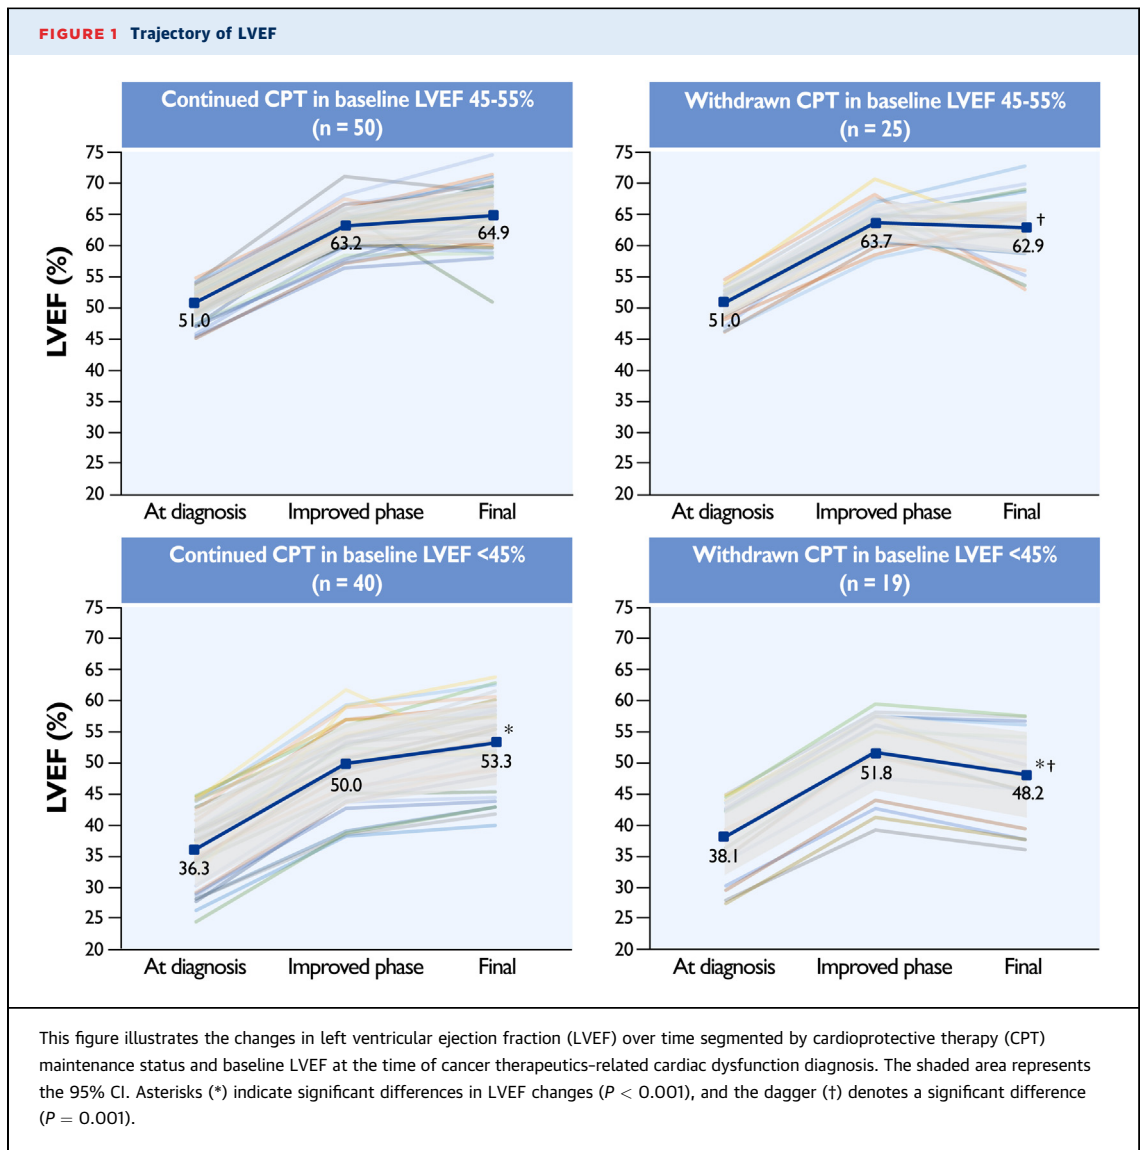 FIGURE 1 Trajectory of LVEF
Continued CPT in baseline LVEF 45-55%
(n = 50)
75
70
65
60
55
50
45
40
35
30
25
20
LVEF (%)
51.0
63.2
64.9
At diagnosis
Improved phase
Final
Withdrawn CPT in baseline LVEF 45-55%
(n = 25)
75
70
65
60
55
50
45
40
35
30
25
20
51.0
63.7
†
62.9
At diagnosis
Improved phase
Final
Continued CPT in baseline LVEF <45%
(n = 40)
75
70
65
60
55
50
45
40
35
30
25
20
LVEF (%)
36.3
50.0
*
53.3
At diagnosis
Improved phase
Final
Withdrawn CPT in baseline LVEF <45%
(n = 19)
75
70
65
60
55
50
45
40
35
30
25
20
38.1
51.8
*†
48.2
At diagnosis
Improved phase
Final
This figure illustrates the changes in left ventricular ejection fraction (LVEF) over time segmented by cardioprotective therapy (CPT)
maintenance status and baseline LVEF at the time of cancer therapeutics-related cardiac dysfunction diagnosis. The shaded area represents
the 95% CI. Asterisks (*) indicate significant differences in LVEF changes (P < 0.001), and the dagger (†) denotes a significant difference
(P = 0.001).